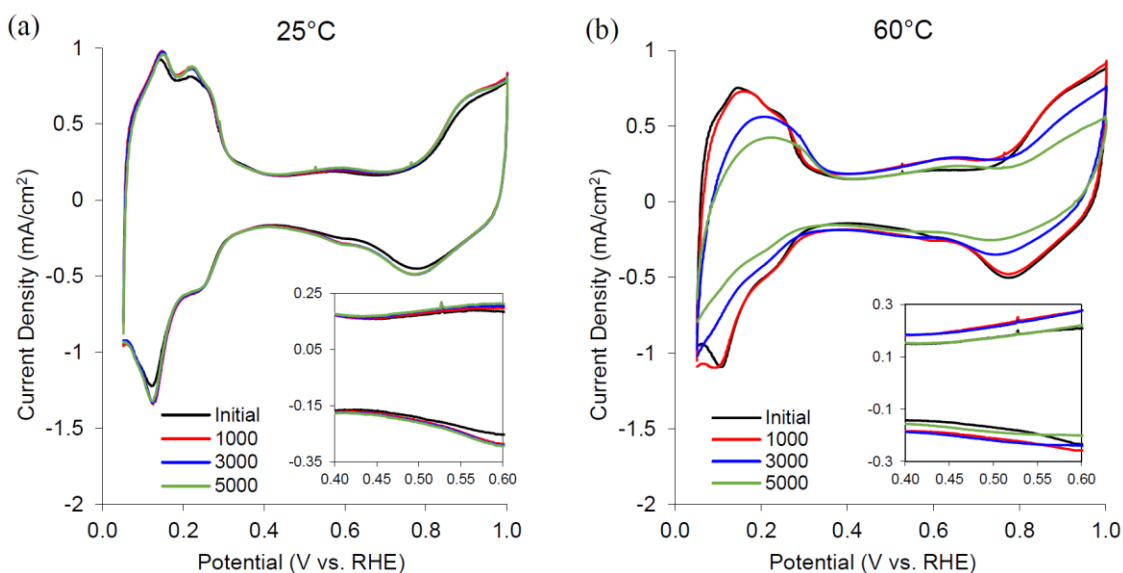 (a)
25°C
1
0.5
0
-0.5
-1
-1.5
-2
Current Density (mA/cm²)
0.0 0.2 0.4 0.6 0.8 1.0
Potential (V vs. RHE)
Initial
1000
3000
5000
0.25
0.05
-0.15
-0.35
0.40 0.45 0.50 0.55 0.60
(b)
60°C
1
0.5
0
-0.5
-1
-1.5
-2
Current Density (mA/cm²)
0.0 0.2 0.4 0.6 0.8 1.0
Potential (V vs. RHE)
Initial
1000
3000
5000
0.3
0.1
-0.1
-0.3
0.40 0.45 0.50 0.55 0.60